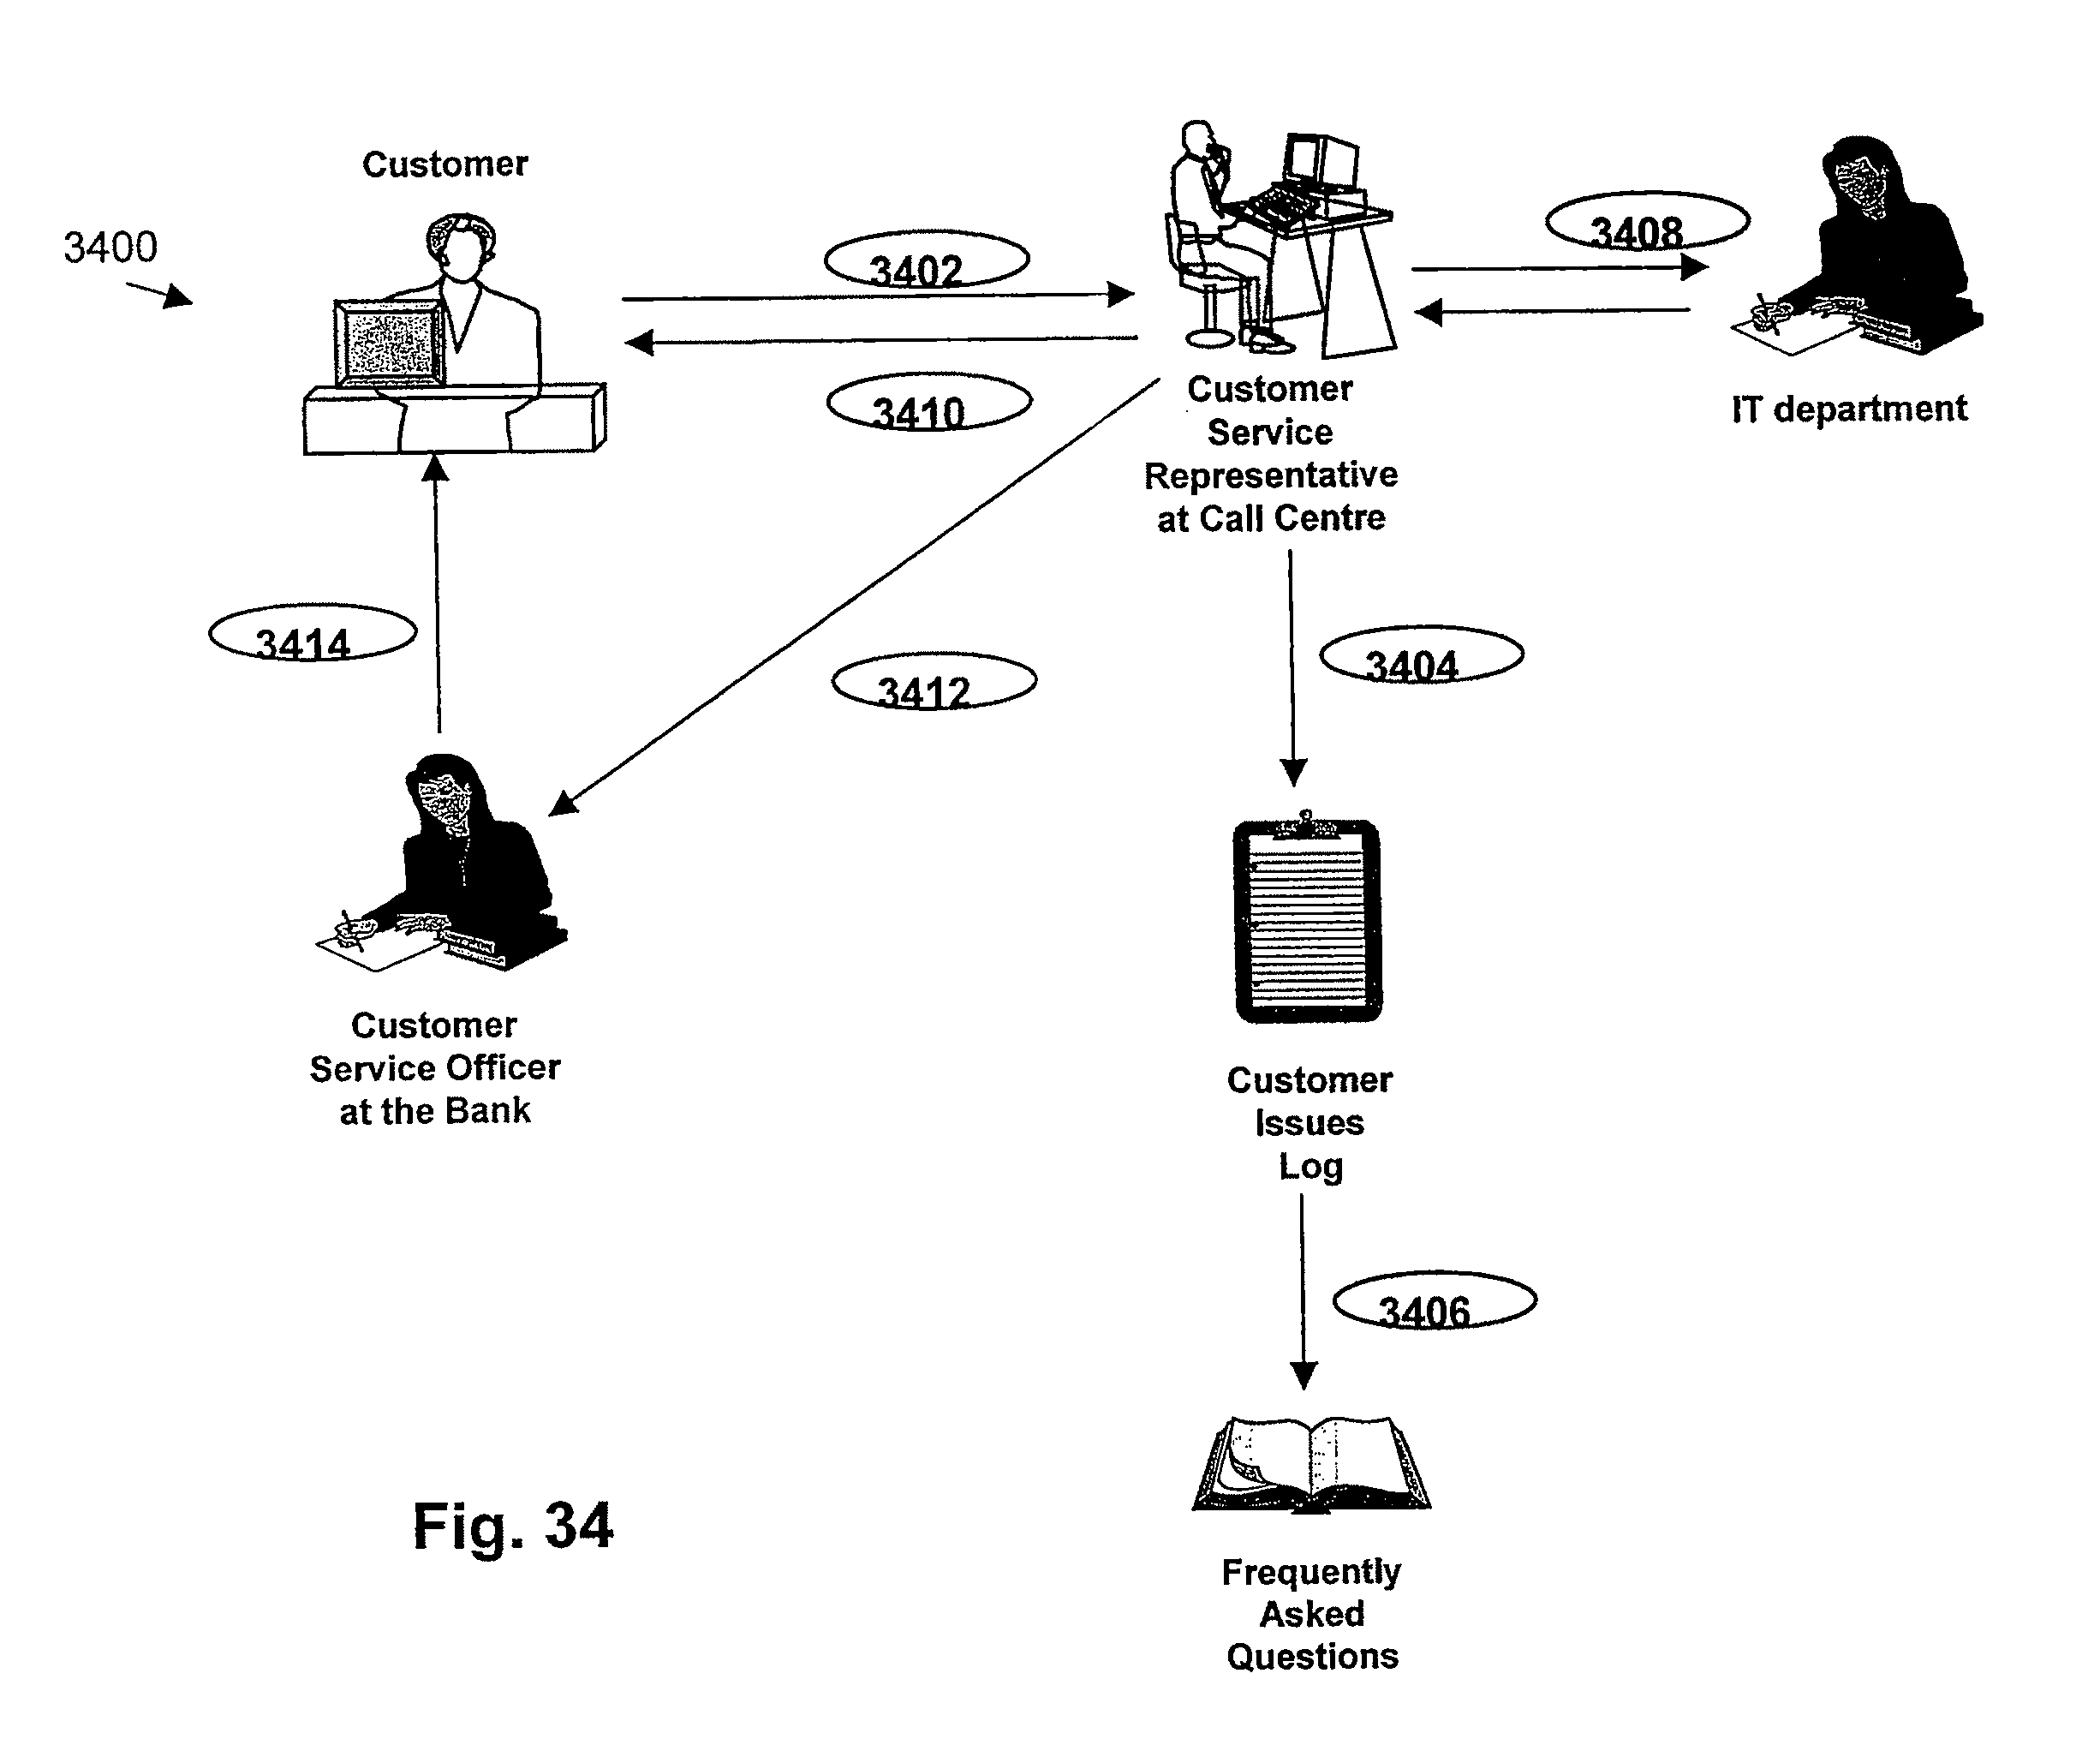 Customer
3400
3402
3408
3410
Customer
Service
Representative
at Call Centre
IT department
3414
3412
3404
Customer
Service Officer
at the Bank
Customer
Issues
Log
3406
Fig. 34
Frequently
Asked
Questions